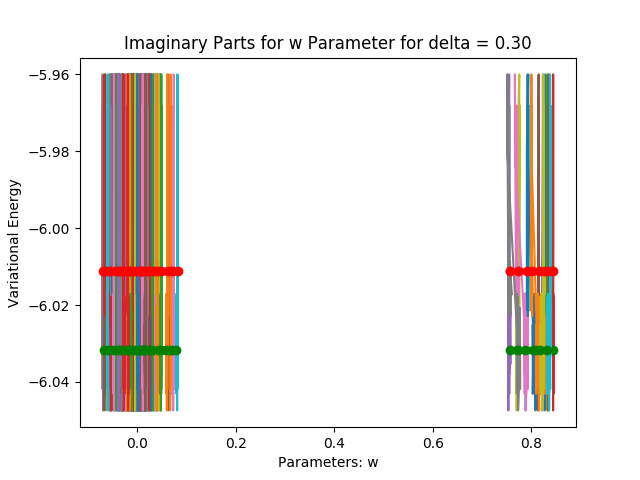 Imaginary Parts for w Parameter for delta = 0.30
−5.96
−5.98
−6.00
−6.02
−6.04
Variational Energy
0.0 0.2 0.4 0.6 0.8
Parameters: w